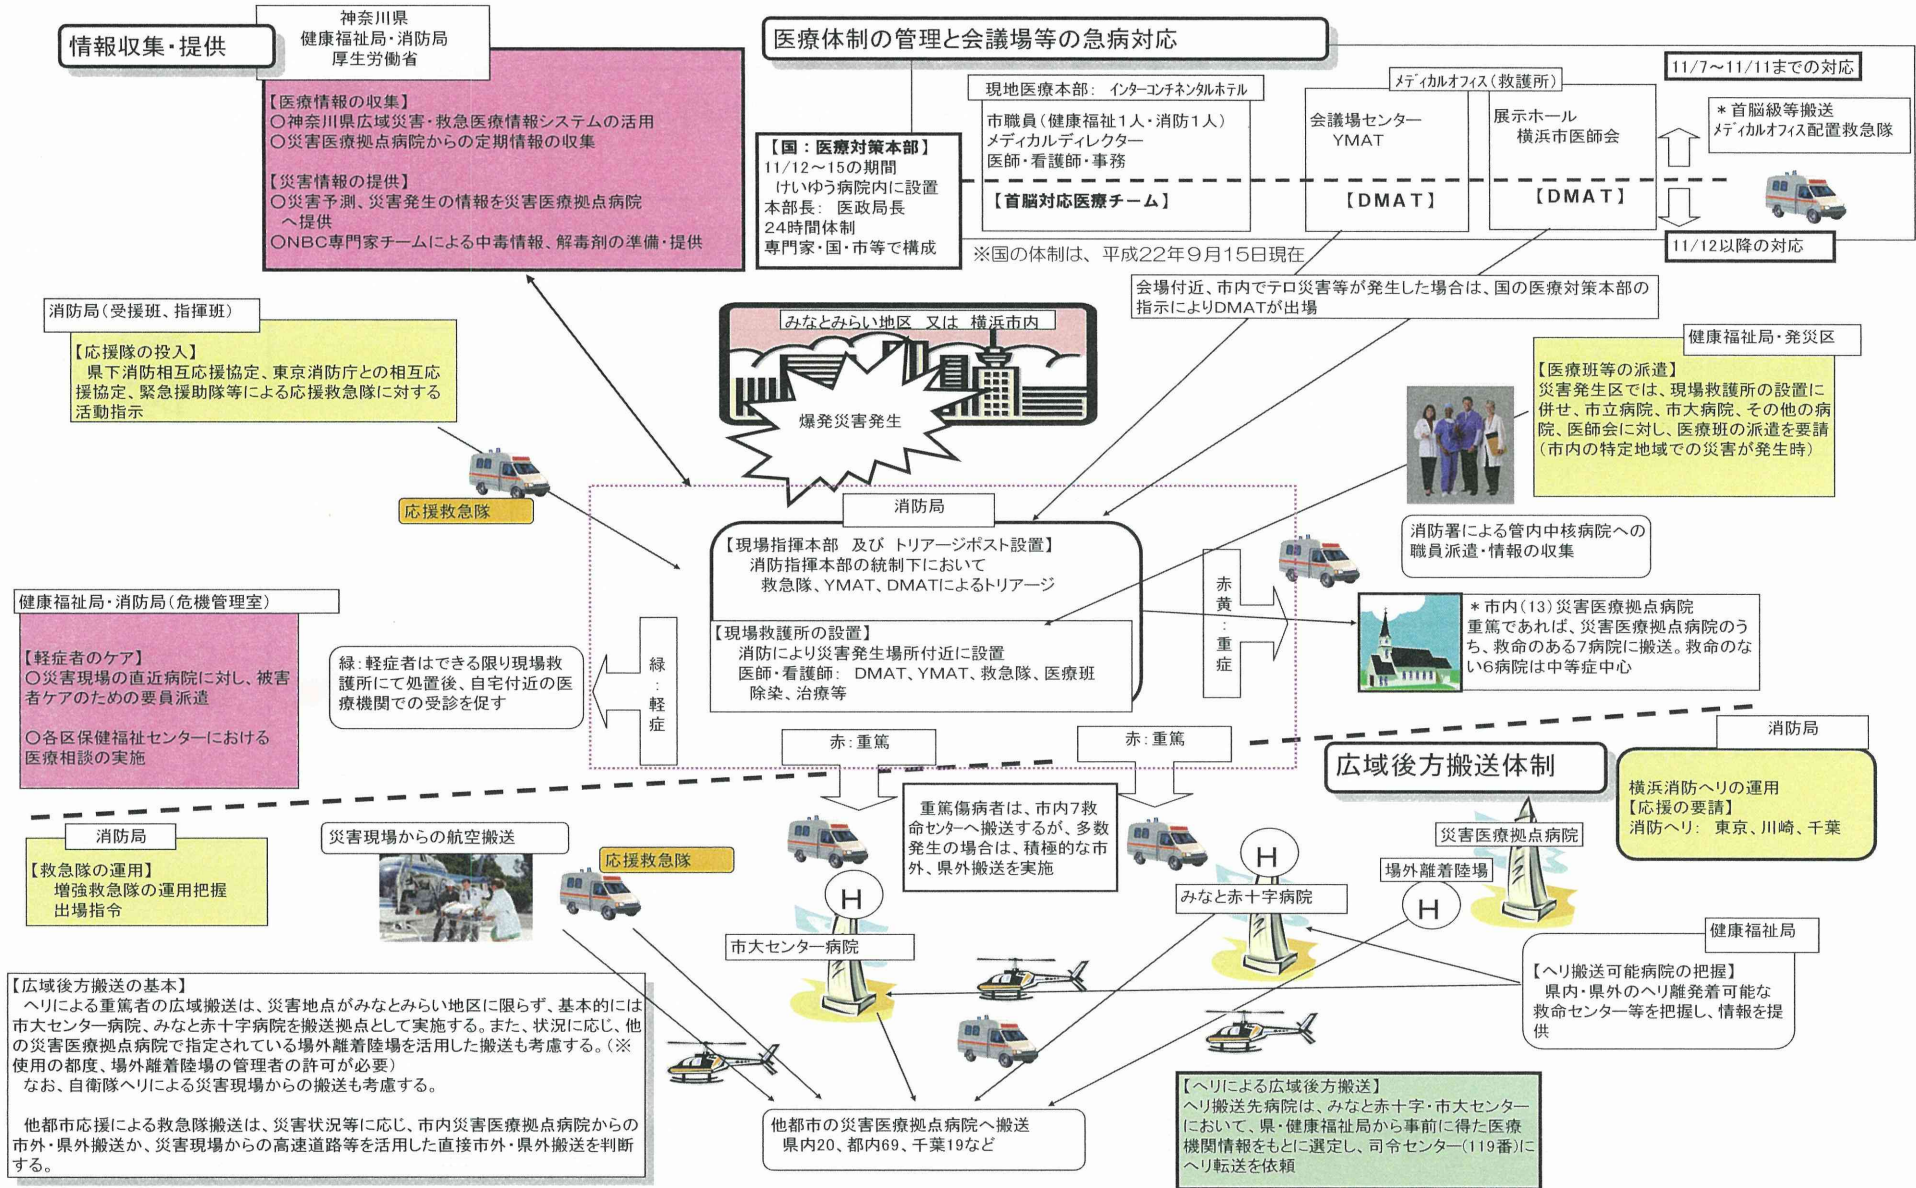 情報収集・提供
神奈川県
健康福祉局・消防局
厚生労働省
【医療情報の収集】
○神奈川県広域災害・救急医療情報システムの活用
○災害医療拠点病院からの定期情報の収集
【災害情報の提供】
○災害予測、災害発生の情報を災害医療拠点病院
へ提供
○NBC専門家チームによる中毒情報、解毒剤の準備・提供
医療体制の管理と会議場等の急病対応
【国：医療対策本部】
11/12～15の期間
けいゆう病院内に設置
本部長： 医政局長
24時間体制
専門家・国・市等で構成
現地医療本部： インターコンチネンタルホテル
市職員（健康福祉1人・消防1人）
メディカルディレクター
医師・看護師・事務
【首脳対応医療チーム】
メディカルオフィス（救護所）
会議場センター
YMAT
【DMAT】
展示ホール
横浜市医師会
【DMAT】
11/7～11/11までの対応
＊首脳級等搬送
メディカルオフィス配置救急隊
11/12以降の対応
※国の体制は、平成22年9月15日現在
会場付近、市内でテロ災害等が発生した場合は、国の医療対策本部の
指示によりDMATが出場
消防局（受援班、指揮班）
【応援隊の投入】
県下消防相互応援協定、東京消防庁との相互応
援協定、緊急援助隊等による応援救急隊に対する
活動指示
応援救急隊
みなとみらい地区 又は 横浜市内
爆発災害発生
健康福祉局・発災区
【医療班等の派遣】
災害発生区では、現場救護所の設置に
併せ、市立病院、市大病院、その他の病
院、医師会に対し、医療班の派遣を要請
（市内の特定地域での災害が発生時）
消防署による管内中核病院への
職員派遣・情報の収集
消防局
【現場指揮本部 及び トリアージポスト設置】
消防指揮本部の統制下において
救急隊、YMAT、DMATによるトリアージ
【現場救護所の設置】
消防により災害発生場所付近に設置
医師・看護師： DMAT、YMAT、救急隊、医療班
除染、治療等
赤黄：重症
＊市内（13）災害医療拠点病院
重篤であれば、災害医療拠点病院のう
ち、救命のある7病院に搬送。救命のな
い6病院は中等症中心
健康福祉局・消防局（危機管理室）
【軽症者のケア】
○災害現場の直近病院に対し、被害
者ケアのための要員派遣
○各区保健福祉センターにおける
医療相談の実施
緑：軽症者はできる限り現場救
護所にて処置後、自宅付近の医
療機関での受診を促す
緑：軽症
赤：重篤
赤：重篤
広域後方搬送体制
消防局
横浜消防ヘリの運用
【応援の要請】
消防ヘリ： 東京、川崎、千葉
消防局
【救急隊の運用】
増強救急隊の運用把握
出場指令
災害現場からの航空搬送
応援救急隊
重篤傷病者は、市内7救
命センターへ搬送するが、多数
発生の場合は、積極的な市
外、県外搬送を実施
H
市大センター病院
H
みなと赤十字病院
災害医療拠点病院
場外離着陸場
H
健康福祉局
【ヘリ搬送可能病院の把握】
県内・県外のヘリ離発着可能な
救命センター等を把握し、情報を提
供
【広域後方搬送の基本】
ヘリによる重篤者の広域搬送は、災害地点がみなとみらい地区に限らず、基本的には
市大センター病院、みなと赤十字病院を搬送拠点として実施する。また、状況に応じ、他
の災害医療拠点病院で指定されている場外離着陸場を活用した搬送も考慮する。（※
使用の都度、場外離着陸場の管理者の許可が必要）
なお、自衛隊ヘリによる災害現場からの搬送も考慮する。
他都市応援による救急隊搬送は、災害状況等に応じ、市内災害医療拠点病院からの
市外・県外搬送か、災害現場からの高速道路等を活用した直接市外・県外搬送を判断
する。
他都市の災害医療拠点病院へ搬送
県内20、都内69、千葉19など
【ヘリによる広域後方搬送】
ヘリ搬送先病院は、みなと赤十字・市大センター
において、県・健康福祉局から事前に得た医療
機関情報をもとに選定し、司令センター（119番）に
ヘリ転送を依頼